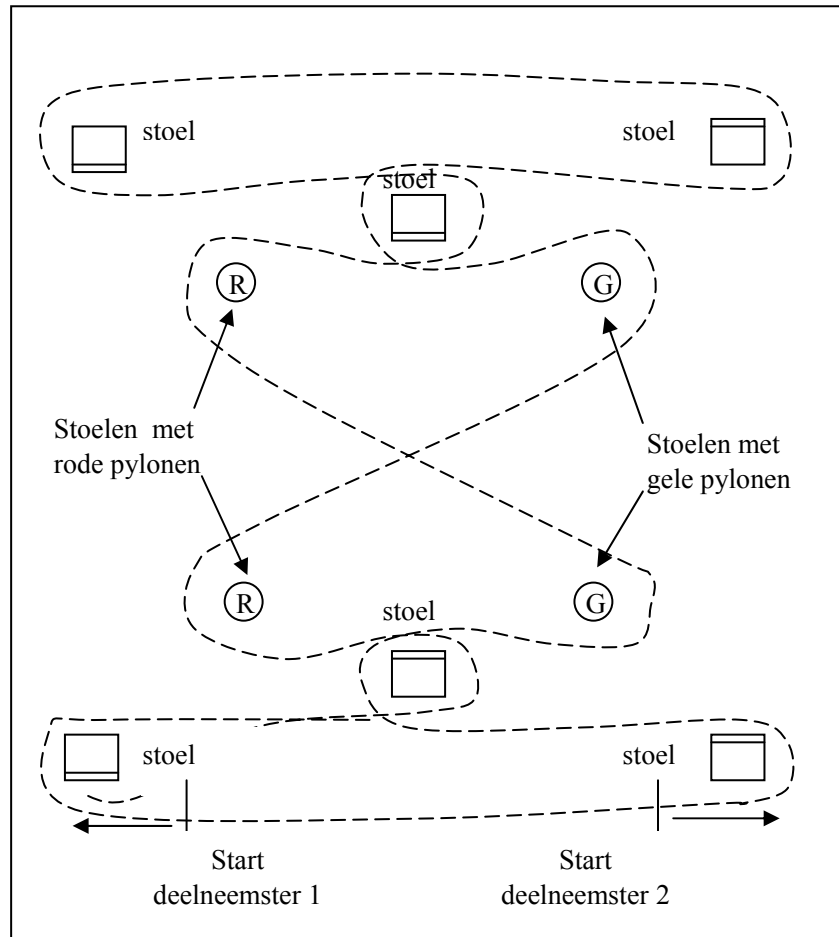 stoel
stoel
stoel
R
G
Stoelen met
rode pylonen
Stoelen met
gele pylonen
R
G
stoel
stoel
stoel
Start
deelneemster 1
Start
deelneemster 2